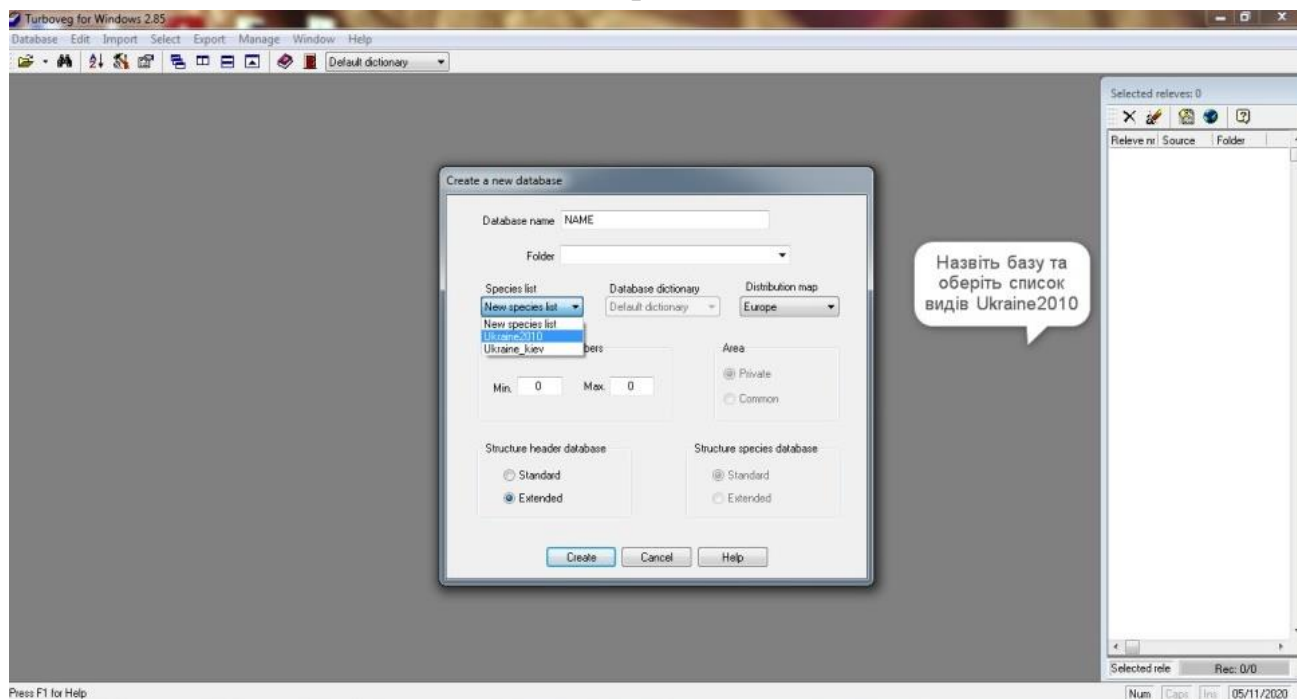 Turboveg for Windows 2.85
Database Edit Import Select Export Manage Window Help
Default dictionary
Selected releves: 0
Releve nr Source Folder
Create a new database
Database name NAME
Folder
Species list Database dictionary Distribution map
New species list Default dictionary Europe
New species list
Ukraine2010
Ukraine_kiev bers Area
Private
Min. 0 Max. 0
Common
Structure header database Structure species database
Standard Standard
Extended Extended
Create Cancel Help
Назвіть базу та
оберіть список
видів Ukraine2010
Selected rele Rec: 0/0
Press F1 for Help Num Caps Ins 05/11/2020